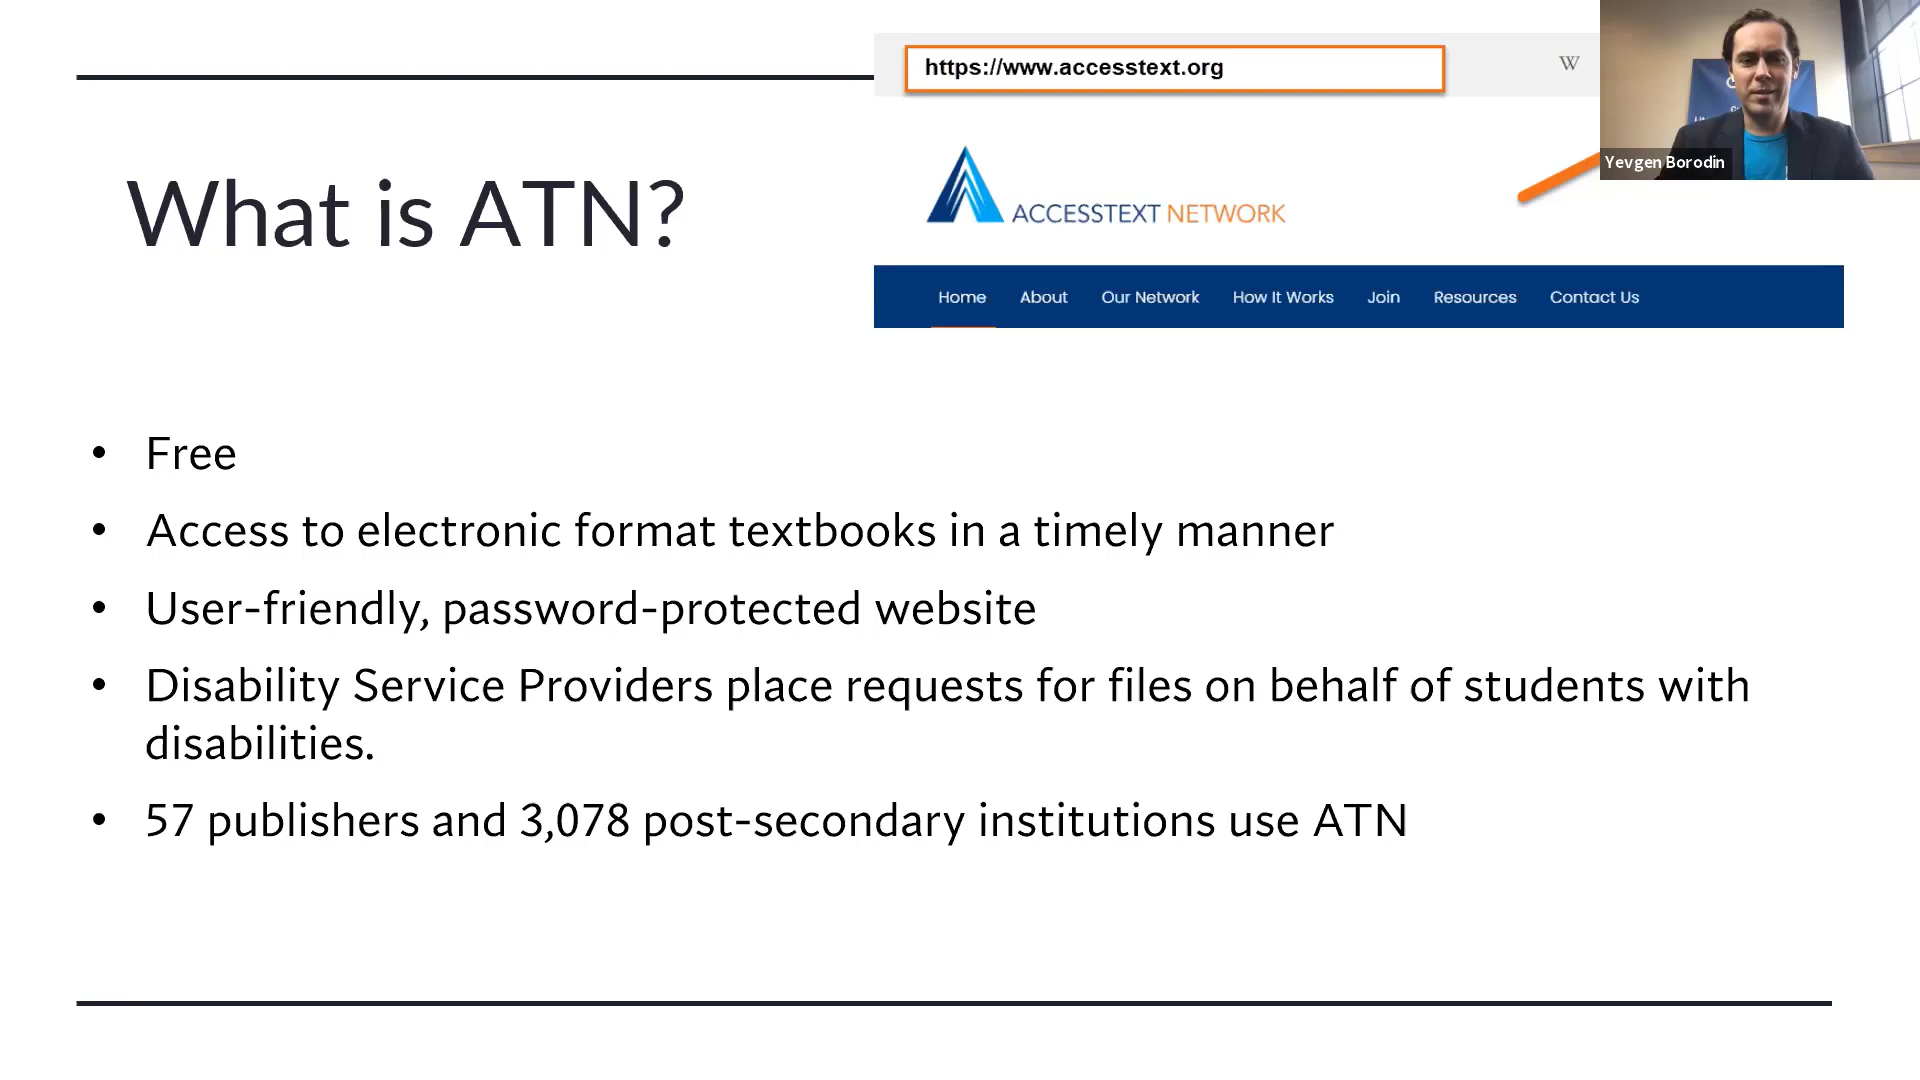 https://www.accesstext.org
W
Yevgen Borodin
What is ATN?
ACCESSTEXT NETWORK
Home About Our Network How It Works Join Resources Contact Us
• Free
• Access to electronic format textbooks in a timely manner
• User-friendly, password-protected website
• Disability Service Providers place requests for files on behalf of students with
disabilities.
• 57 publishers and 3,078 post-secondary institutions use ATN